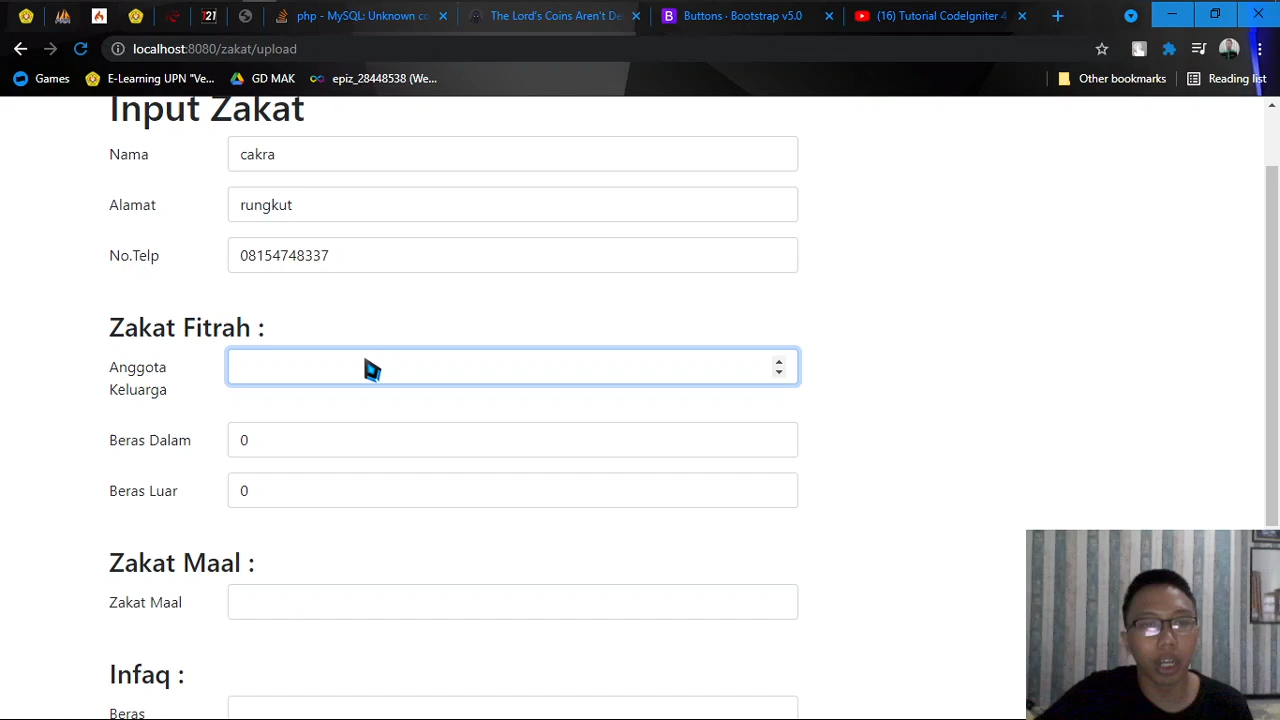 php - MySQL: Unknown co
The Lord's Coins Aren't De
Buttons · Bootstrap v5.0
(16) Tutorial CodeIgniter 4
localhost:8080/zakat/upload
Games
E-Learning UPN "Ve...
GD MAK
epiz_28448538 (We...
Other bookmarks
Reading list
Input Zakat
Nama
cakra
Alamat
rungkut
No.Telp
08154748337
Zakat Fitrah :
Anggota
Keluarga
Beras Dalam
0
Beras Luar
0
Zakat Maal :
Zakat Maal
Infaq :
Beras